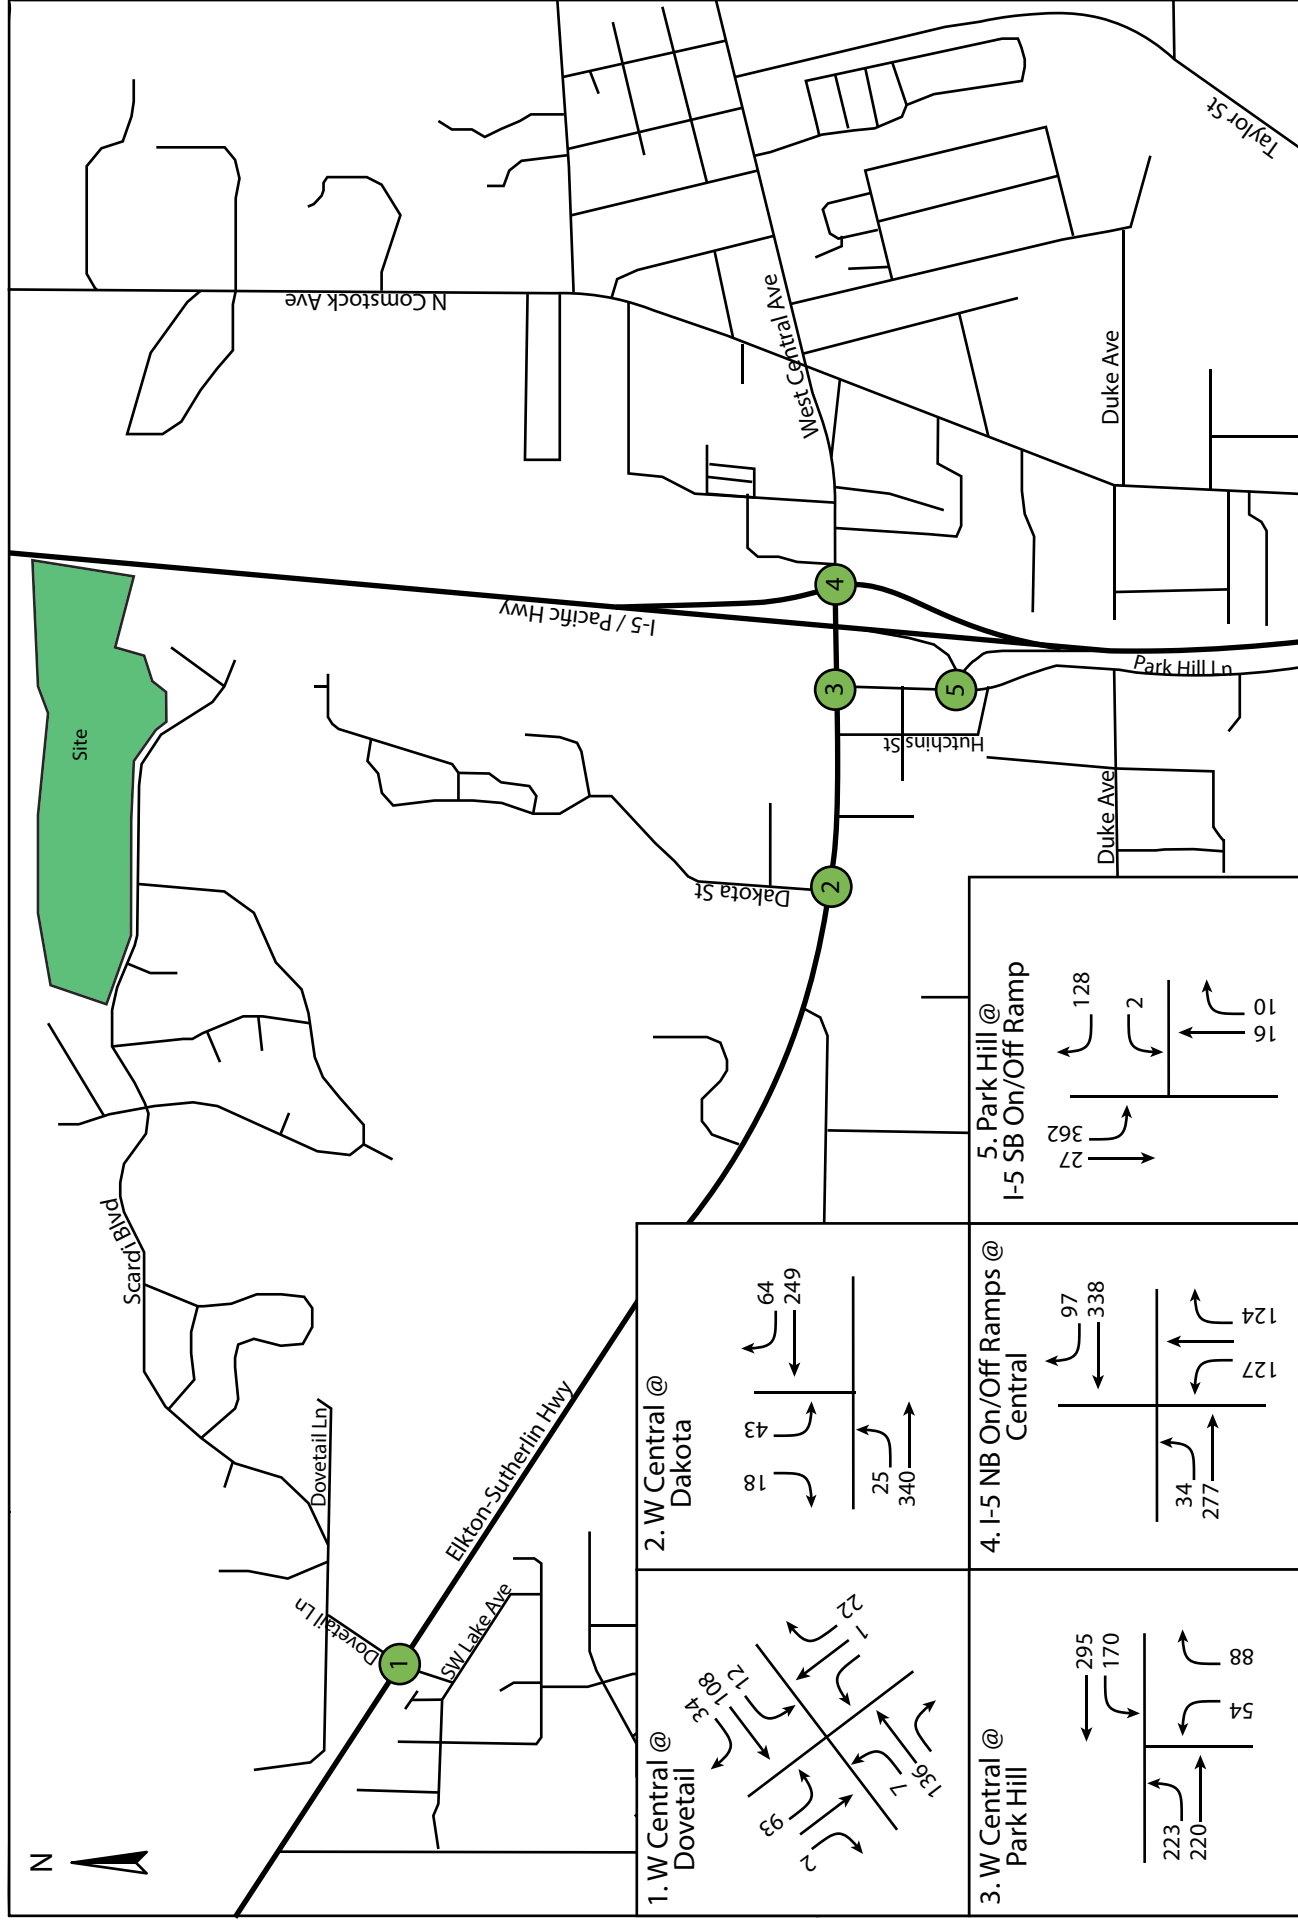 N
Site
Scardi Blvd
Dovetail Ln
Dovetail Ln
Elkton-Sutherlin Hwy
SW Lake Ave
N Comstock Ave
I-5 / Pacific Hwy
West Central Ave
Dakota St
Hutchins St
Park Hill Ln
Duke Ave
Duke Ave
Taylor St
1
2
3
4
5
1. W Central @
Dovetail
34
108
12
93
2
22
1
7
136
2. W Central @
Dakota
18
43
64
249
25
340
3. W Central @
Park Hill
295
170
223
220
54
88
4. I-5 NB On/Off Ramps @
Central
97
338
34
277
127
124
5. Park Hill @
I-5 SB On/Off Ramp
27
362
128
2
16
10